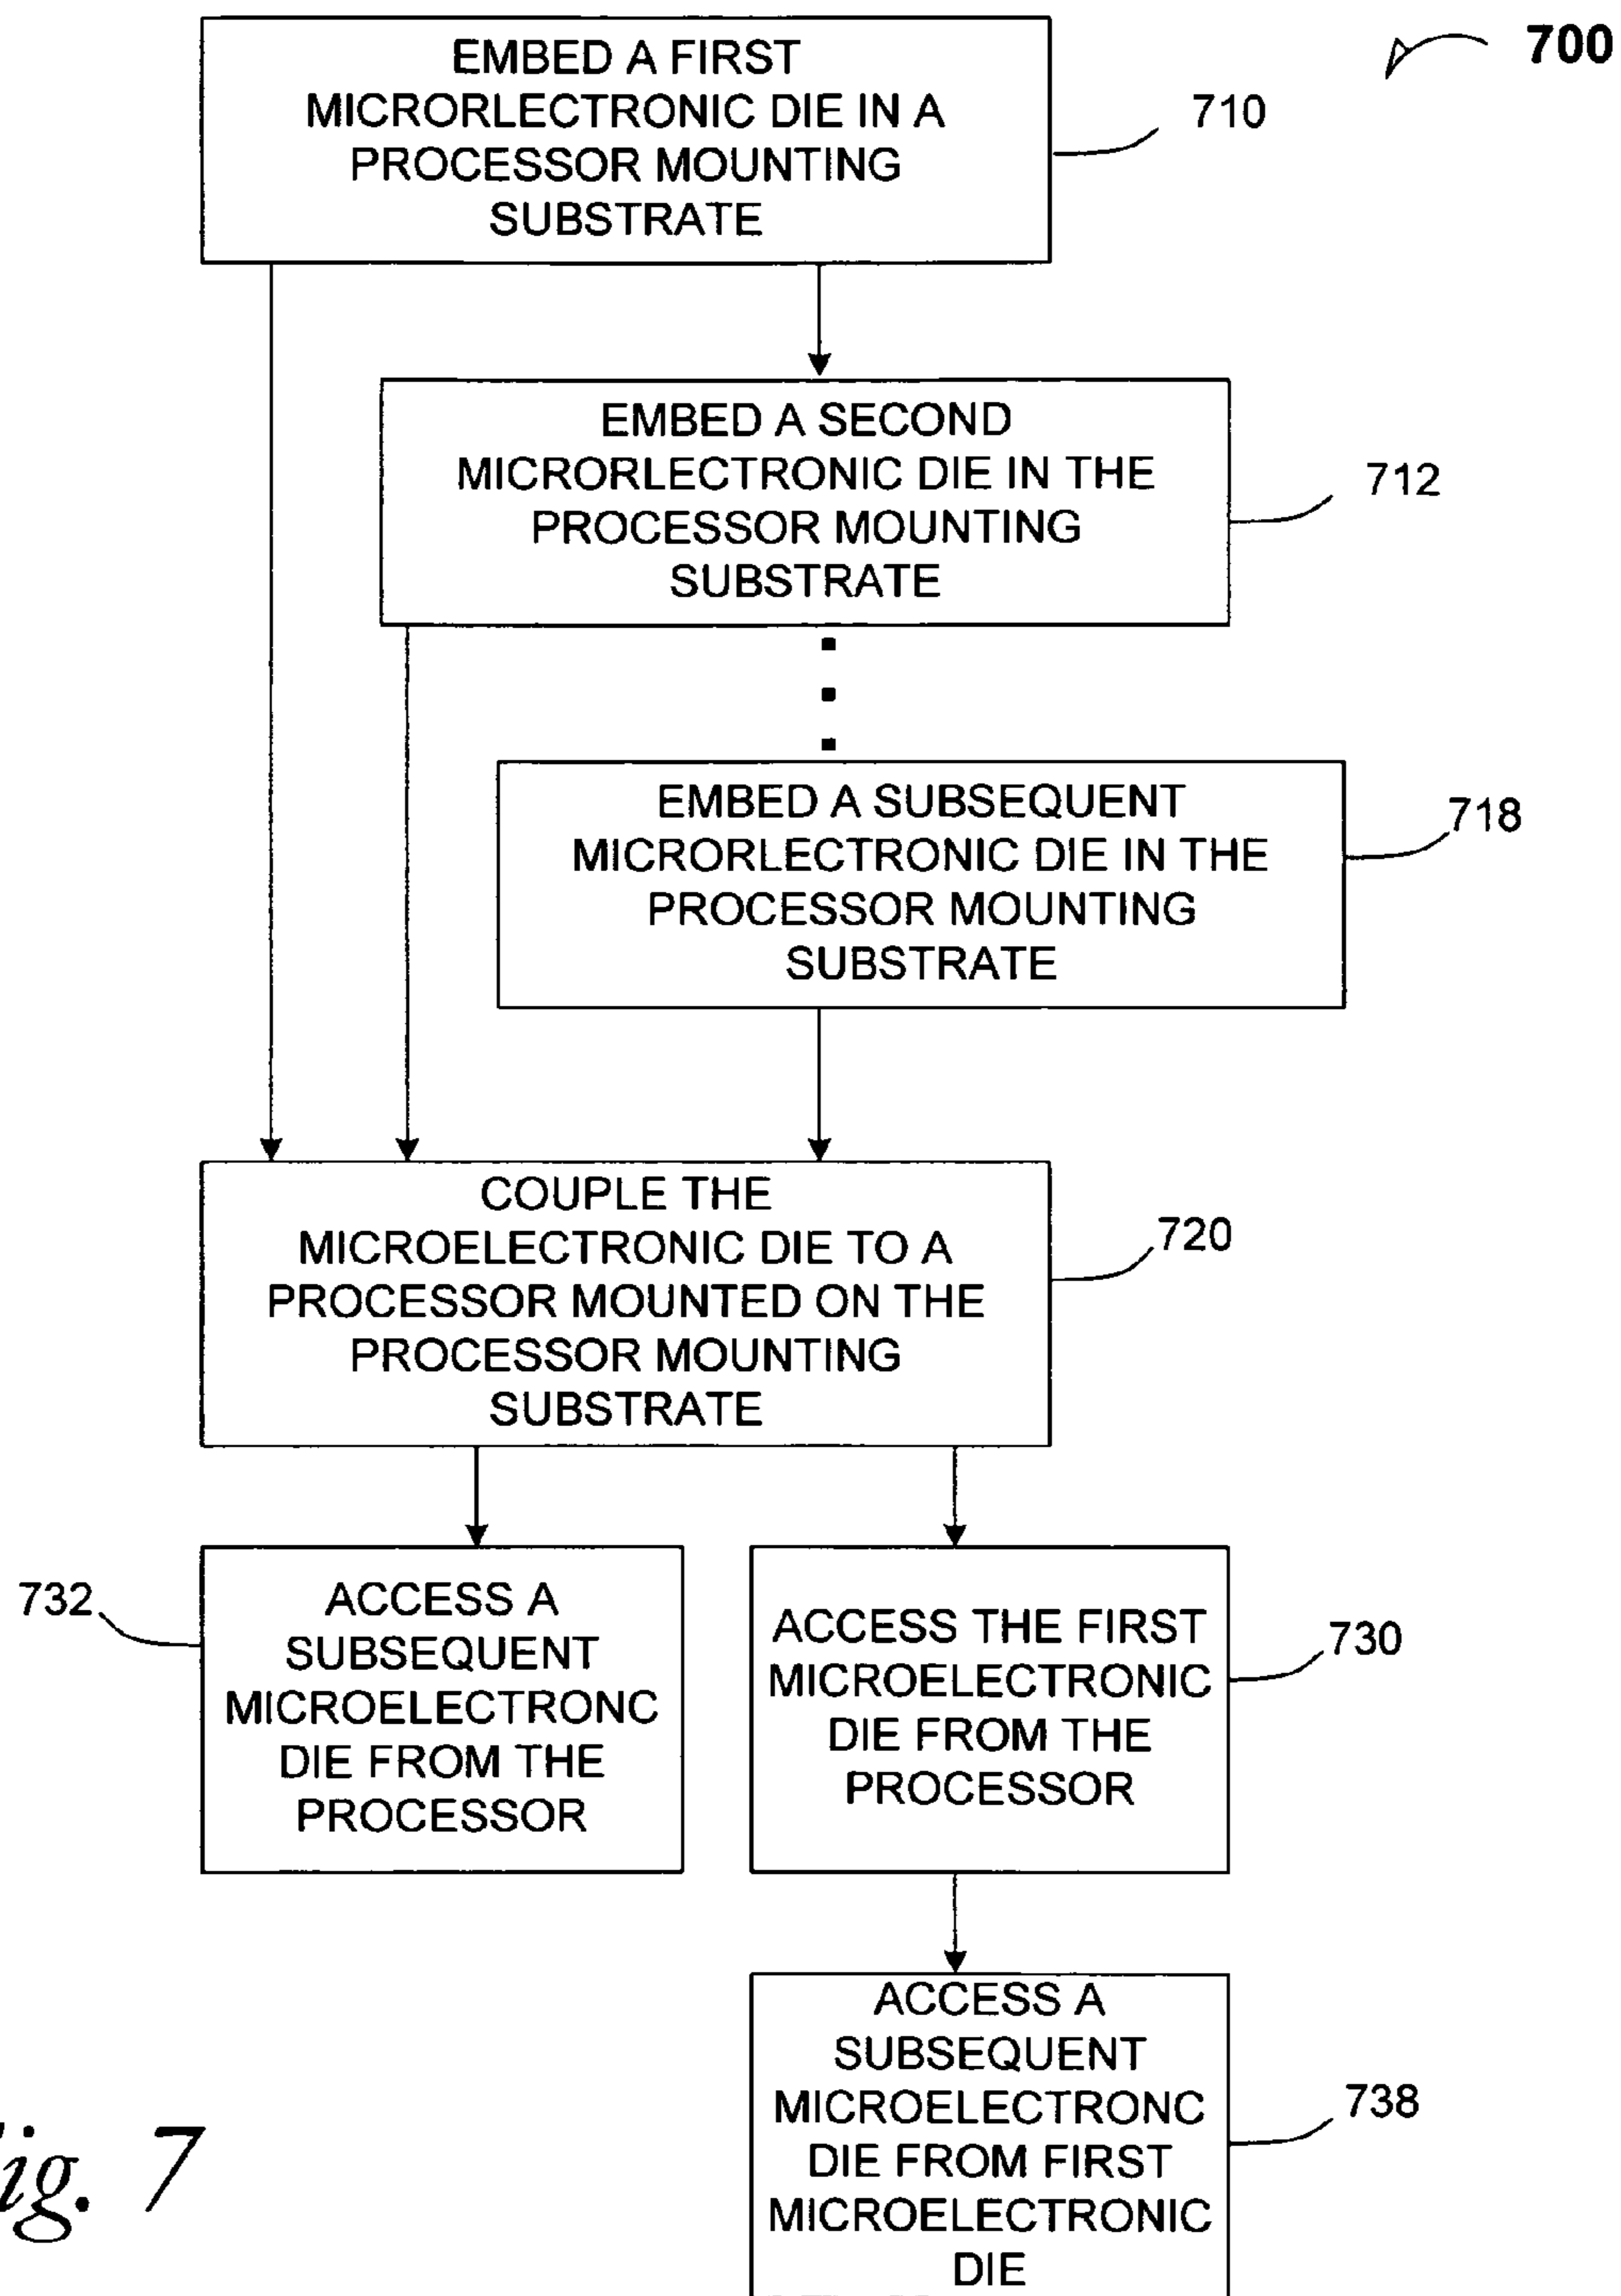 700
EMBED A FIRST
MICRORLECTRONIC DIE IN A
PROCESSOR MOUNTING
SUBSTRATE
710
EMBED A SECOND
MICRORLECTRONIC DIE IN THE
PROCESSOR MOUNTING
SUBSTRATE
712
EMBED A SUBSEQUENT
MICRORLECTRONIC DIE IN THE
PROCESSOR MOUNTING
SUBSTRATE
718
COUPLE THE
MICROELECTRONIC DIE TO A
PROCESSOR MOUNTED ON THE
PROCESSOR MOUNTING
SUBSTRATE
720
732
ACCESS A
SUBSEQUENT
MICROELECTRONC
DIE FROM THE
PROCESSOR
ACCESS THE FIRST
MICROELECTRONIC
DIE FROM THE
PROCESSOR
730
ACCESS A
SUBSEQUENT
MICROELECTRONC
DIE FROM FIRST
MICROELECTRONIC
DIE
738
ig. 7